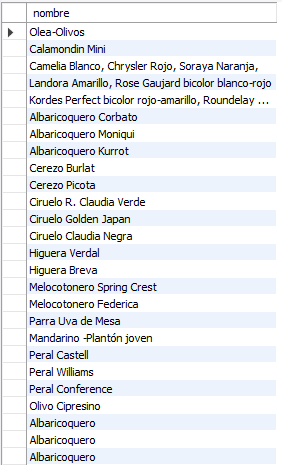 nombre
Olea-Olivos
Calamondin Mini
Camelia Blanco, Chrysler Rojo, Soraya Naranja,
Landora Amarillo, Rose Gaujard bicolor blanco-rojo
Kordes Perfect bicolor rojo-amarillo, Roundelay ...
Albaricoquero Corbato
Albaricoquero Moniqui
Albaricoquero Kurrot
Cerezo Burlat
Cerezo Picota
Ciruelo R. Claudia Verde
Ciruelo Golden Japan
Ciruelo Claudia Negra
Higuera Verdal
Higuera Breva
Melocotonero Spring Crest
Melocotonero Federica
Parra Uva de Mesa
Mandarino -Plantón joven
Peral Castell
Peral Williams
Peral Conference
Olivo Cipresino
Albaricoquero
Albaricoquero
Albaricoquero